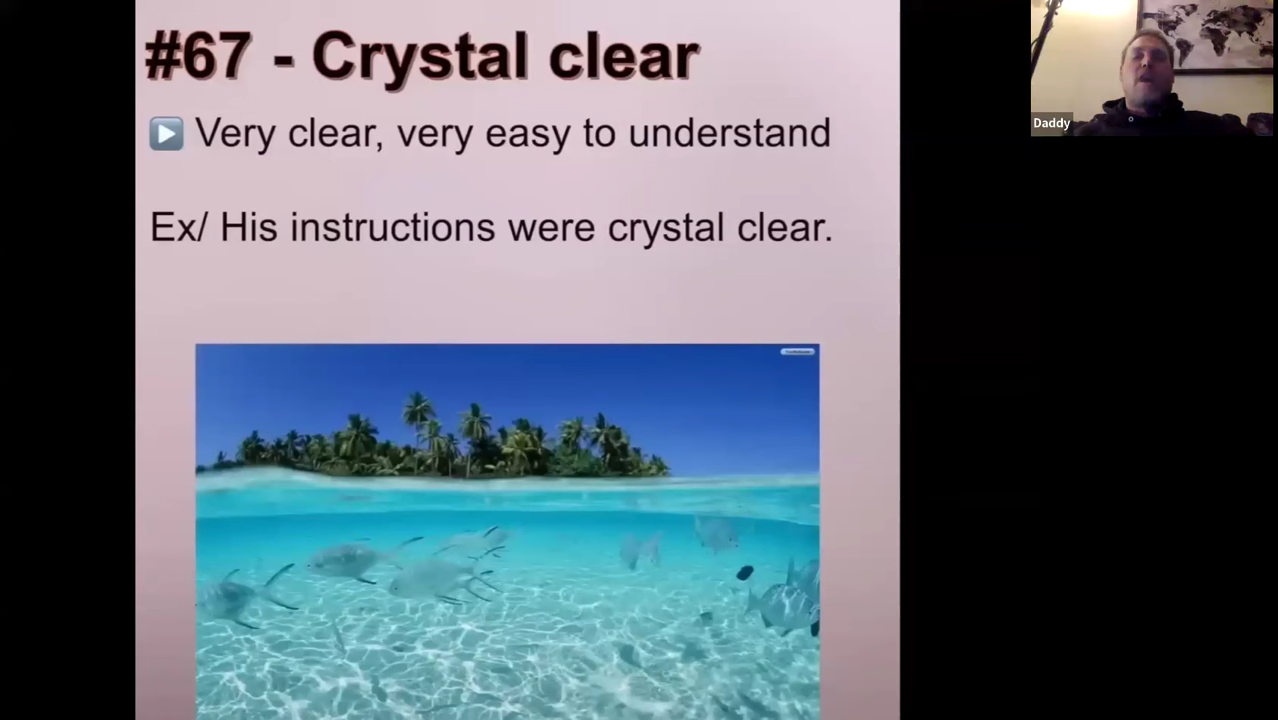 #67 - Crystal clear
▶ Very clear, very easy to understand
Ex/ His instructions were crystal clear.
Daddy